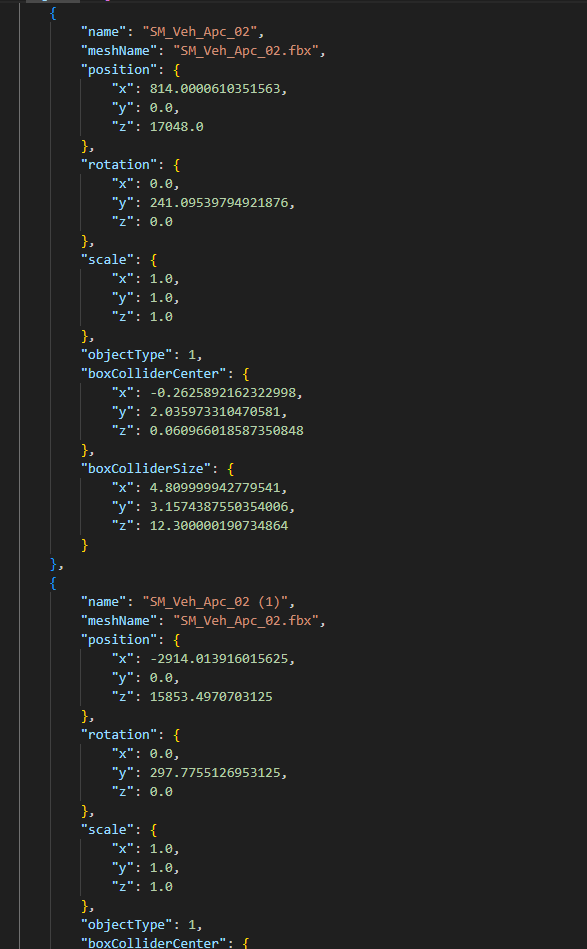 {
"name": "SM_Veh_Apc_02",
"meshName": "SM_Veh_Apc_02.fbx",
"position": {
"x": 814.0000610351563,
"y": 0.0,
"z": 17048.0
},
"rotation": {
"x": 0.0,
"y": 241.09539794921876,
"z": 0.0
},
"scale": {
"x": 1.0,
"y": 1.0,
"z": 1.0
},
"objectType": 1,
"boxColliderCenter": {
"x": -0.2625892162322998,
"y": 2.035973310470581,
"z": 0.060966018587350848
},
"boxColliderSize": {
"x": 4.809999942779541,
"y": 3.1574387550354006,
"z": 12.300000190734864
}
},
{
"name": "SM_Veh_Apc_02 (1)",
"meshName": "SM_Veh_Apc_02.fbx",
"position": {
"x": -2914.013916015625,
"y": 0.0,
"z": 15853.4970703125
},
"rotation": {
"x": 0.0,
"y": 297.7755126953125,
"z": 0.0
},
"scale": {
"x": 1.0,
"y": 1.0,
"z": 1.0
},
"objectType": 1,
"boxColliderCenter": {